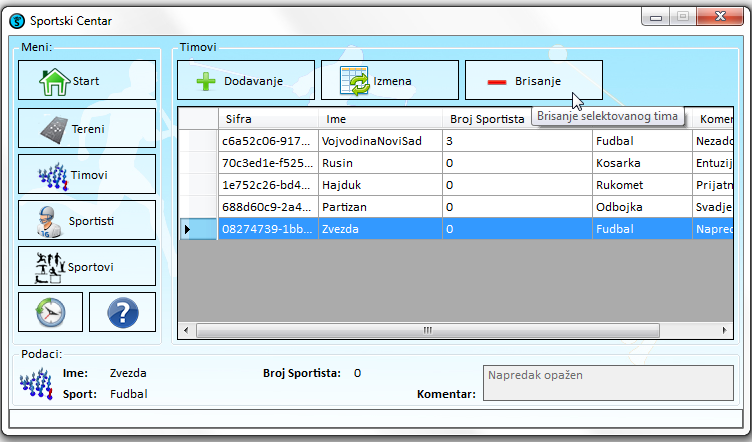 Sportski Centar
Meni:
Start
Tereni
Timovi
Sportisti
Sportovi
Timovi
Dodavanje Izmena Brisanje
Brisanje selektovanog tima
Sifra Ime Broj Sportista Komen
c6a52c06-917... VojvodinaNoviSad 3 Fudbal Nezado
70c3ed1e-f525... Rusin 0 Kosarka Entuzij
1e752c26-bd4... Hajduk 0 Rukomet Prijatn
688d60c9-2a4... Partizan 0 Odbojka Svadje
08274739-1bb... Zvezda 0 Fudbal Napred
Podaci:
Ime: Zvezda Broj Sportista: 0
Sport: Fudbal Komentar: Napredak opažen